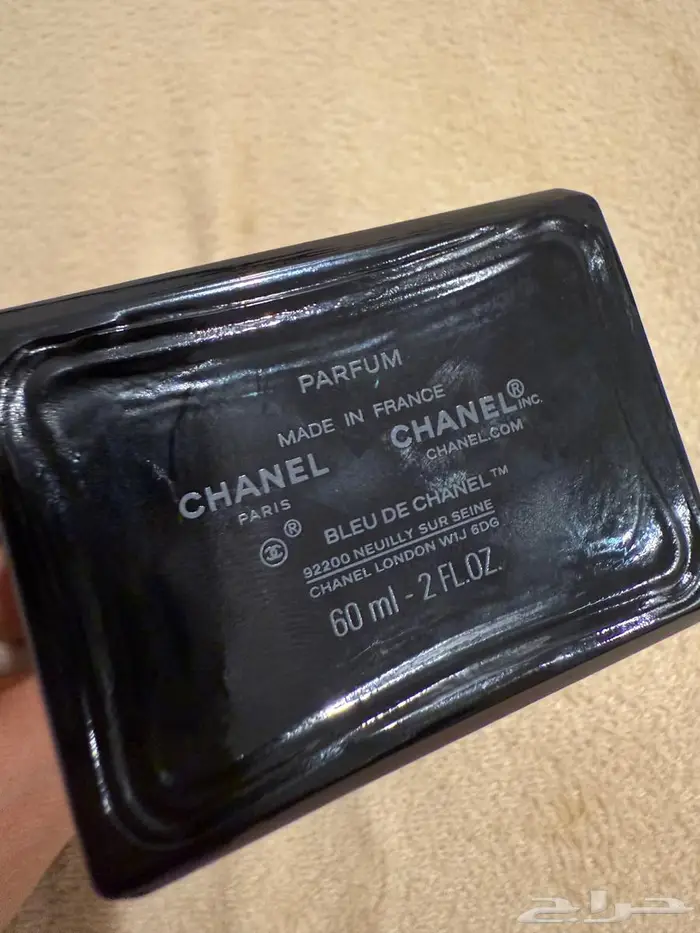 PARFUM
MADE IN FRANCE
CHANEL CHANEL® INC.
PARIS CHANEL.COM
® BLEU DE CHANEL™
92200 NEUILLY SUR SEINE
CHANEL LONDON W1J 6DG
60 ml - 2 FL.OZ.
حراج